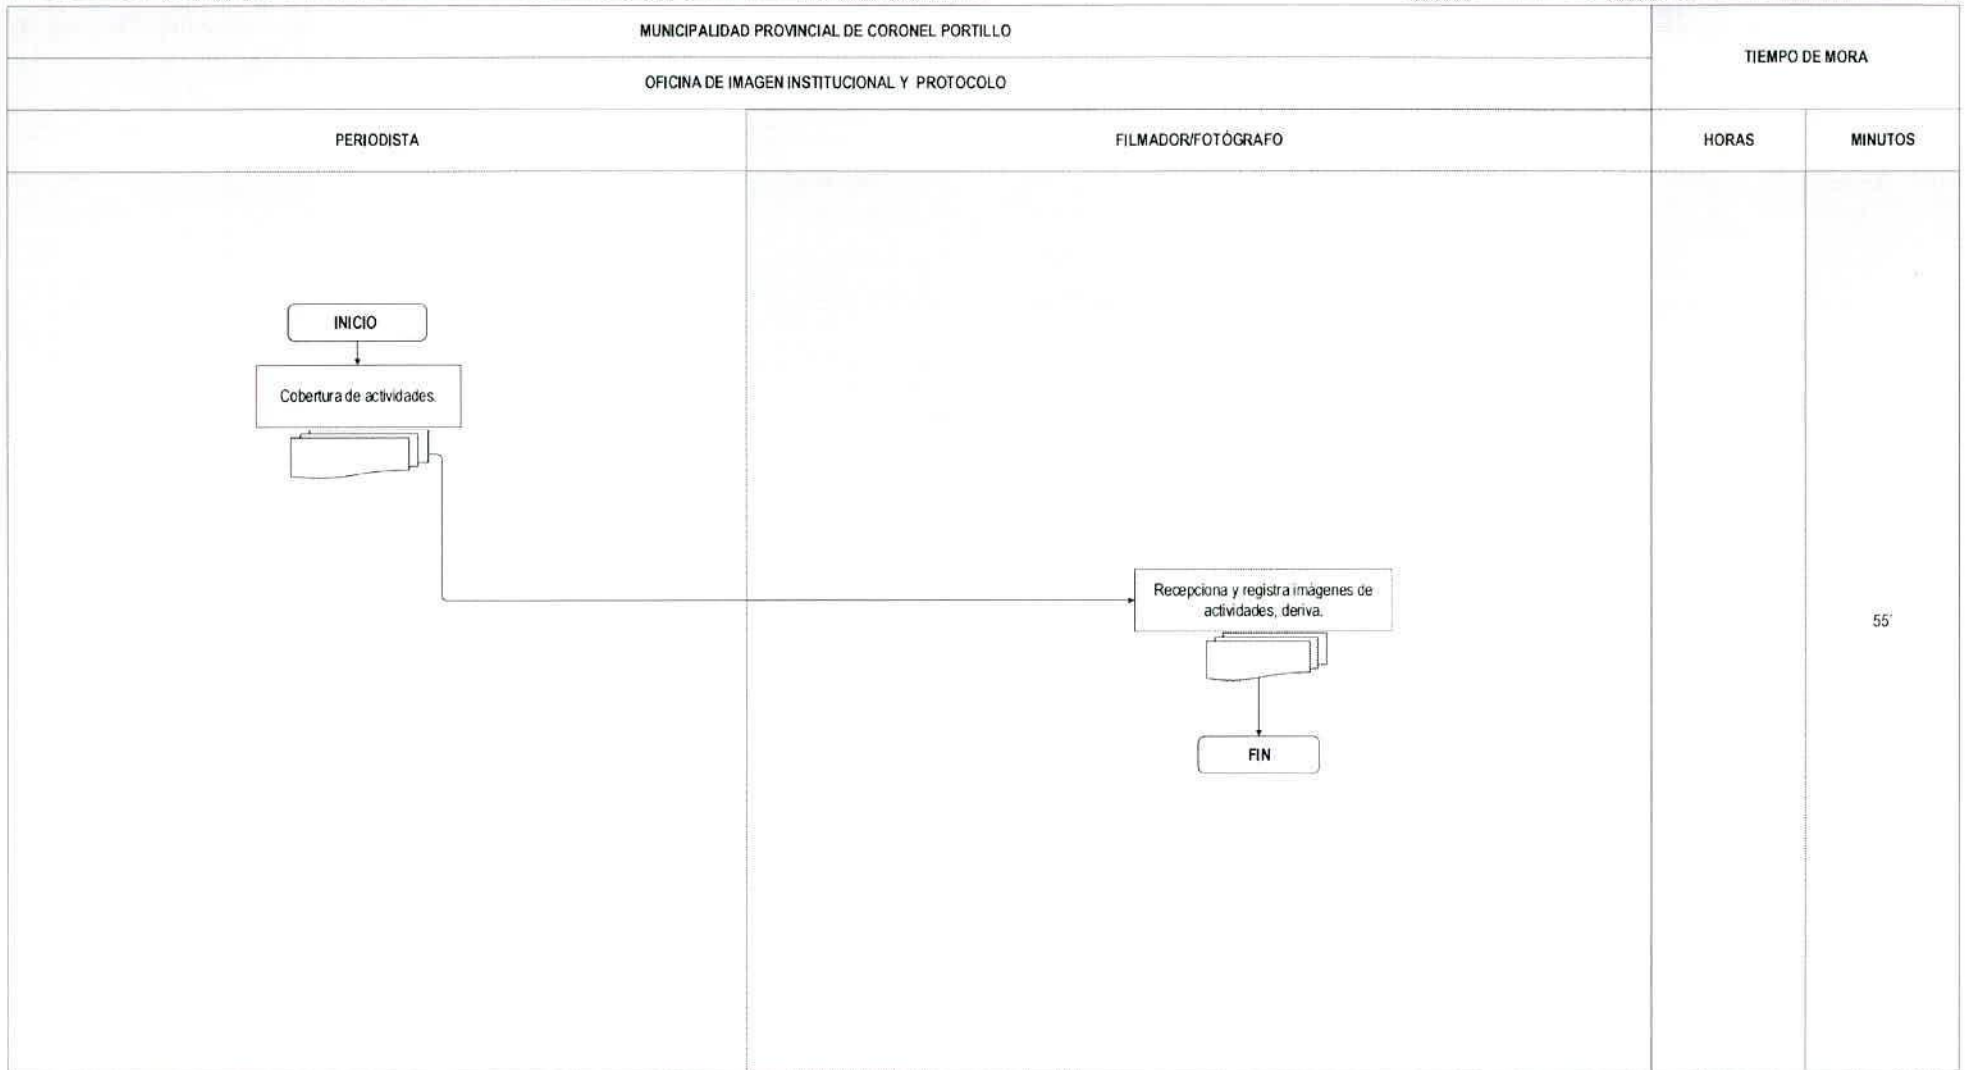 MUNICIPALIDAD PROVINCIAL DE CORONEL PORTILLO
TIEMPO DE MORA
OFICINA DE IMAGEN INSTITUCIONAL Y PROTOCOLO
PERIODISTA
FILMADOR/FOTÓGRAFO
HORAS
MINUTOS
INICIO
Cobertura de actividades.
Recepciona y registra imágenes de
actividades, deriva.
55´
FIN